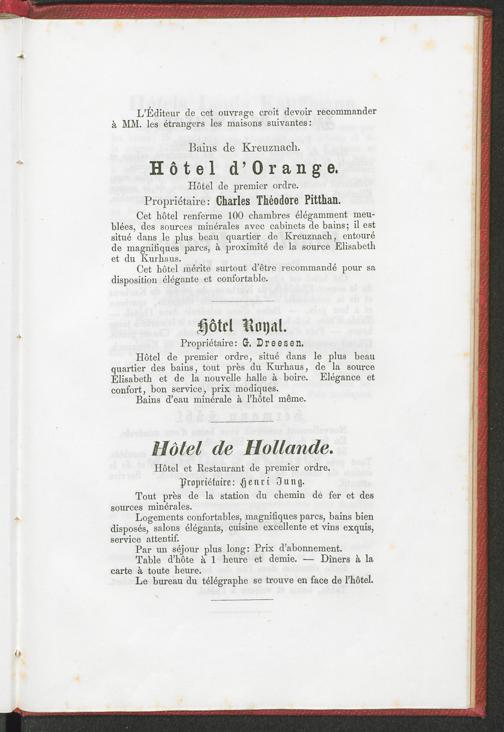 L'Éditeur de cet ouvrage croit devoir recommander
à MM. les étrangers les maisons suivantes:
Bains de Kreuznach.
Hôtel d'Orange.
Hôtel de premier ordre.
Propriétaire: Charles Théodore Pitthan.
Cet hôtel renferme 100 chambres élégamment meu-
blées, des sources minérales avec cabinets de bains; il est
situé dans le plus beau quartier de Kreuznach, entouré
de magnifiques parcs, à proximité de la source Elisabeth
et du Kurhaus.
Cet hôtel mérite surtout d'être recommandé pour sa
disposition élégante et confortable.
Hôtel Royal.
Propriétaire: G. Dreesen.
Hôtel de premier ordre, situé dans le plus beau
quartier des bains, tout près du Kurhaus, de la source
Élisabeth et de la nouvelle halle à boire. Elégance et
confort, bon service, prix modiques.
Bains d'eau minérale à l'hôtel même.
Hôtel de Hollande.
Hôtel et Restaurant de premier ordre.
Propriétaire: Henri Jung.
Tout près de la station du chemin de fer et des
sources minérales.
Logements confortables, magnifiques parcs, bains bien
disposés, salons élégants, cuisine excellente et vins exquis,
service attentif.
Par un séjour plus long: Prix d'abonnement.
Table d'hôte à 1 heure et demie. — Dîners à la
carte à toute heure.
Le bureau du télégraphe se trouve en face de l'hôtel.